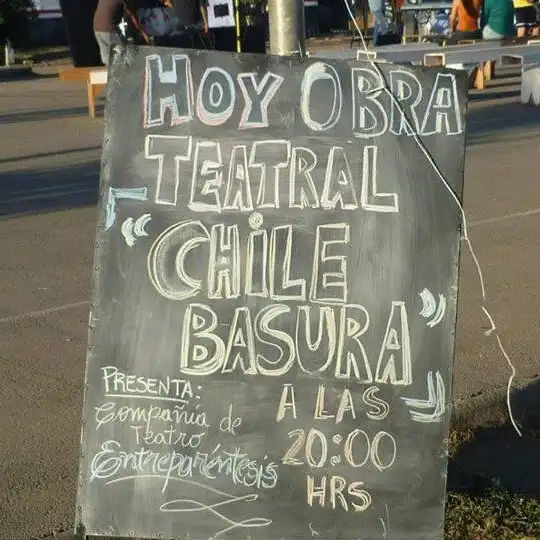 HOY OBRA
TEATRAL
"CHiLE
BASURA"
PRESENTA:
Compañía de
Teatro
Entreparéntesis
A LAS
20:00
HRS